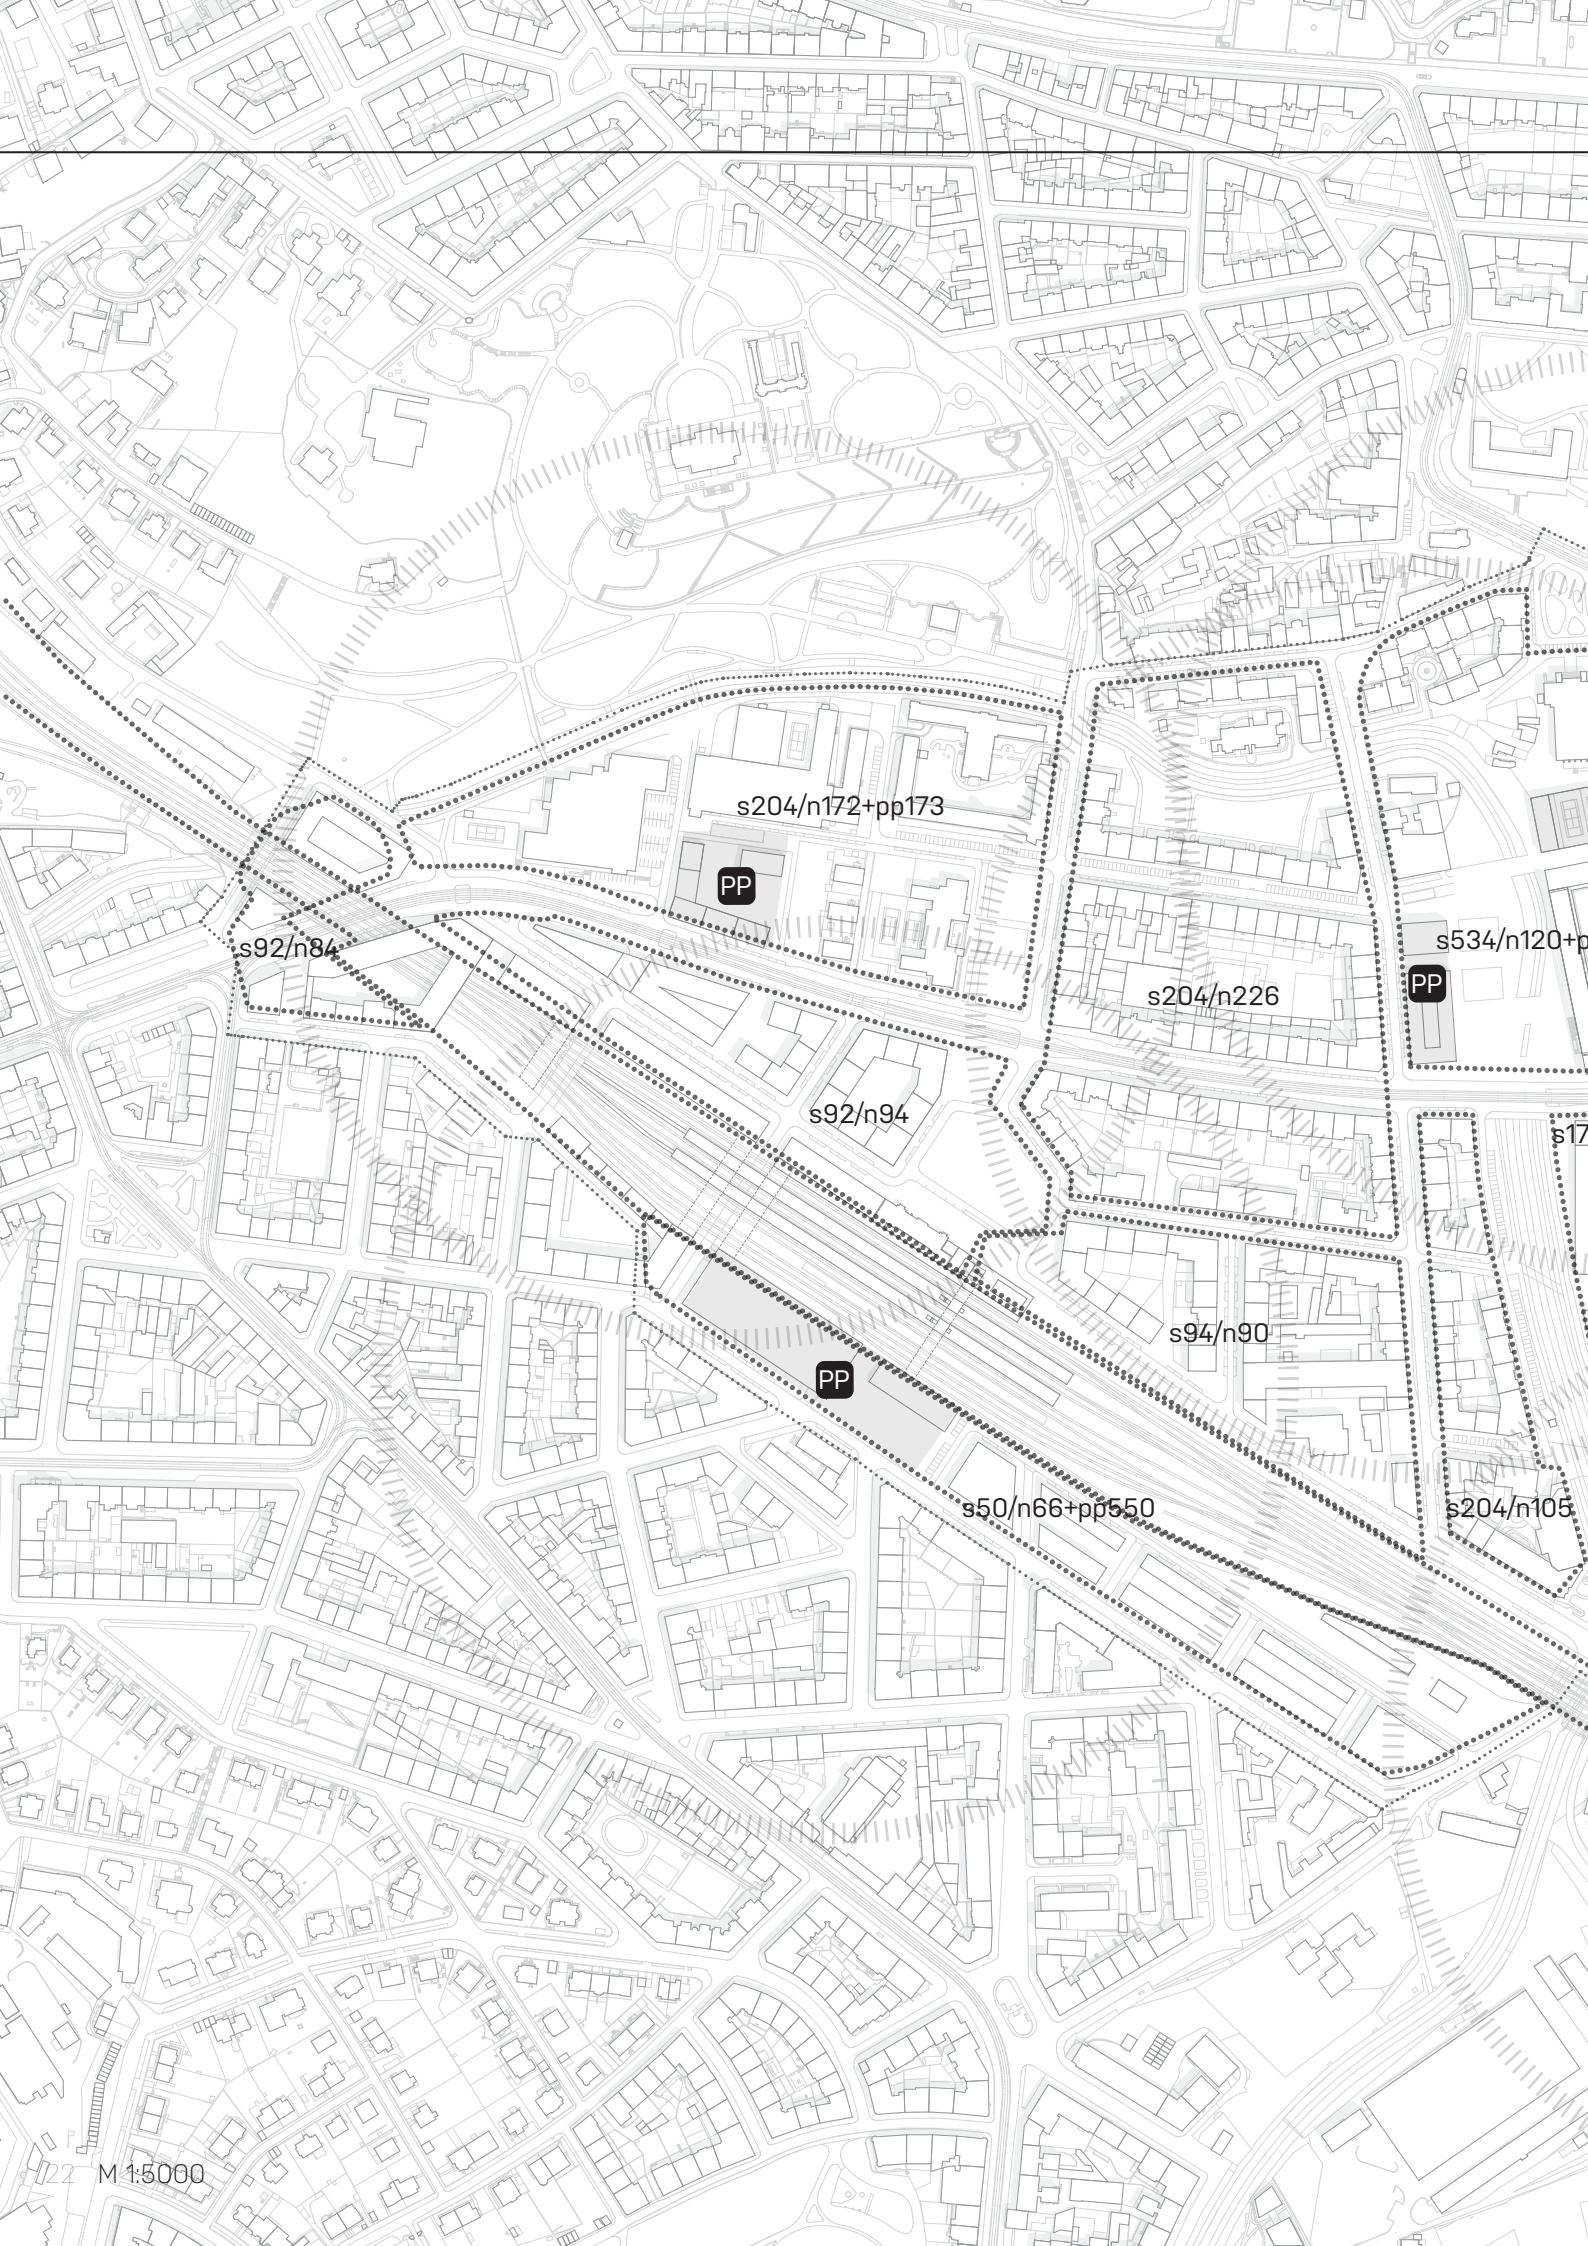 s204/n172+pp173
PP
s534/n120+p
s92/n84
PP
s204/n226
s92/n94
s17
s94/n90
PP
s50/n66+pp550
s204/n105
22 M 1:5000